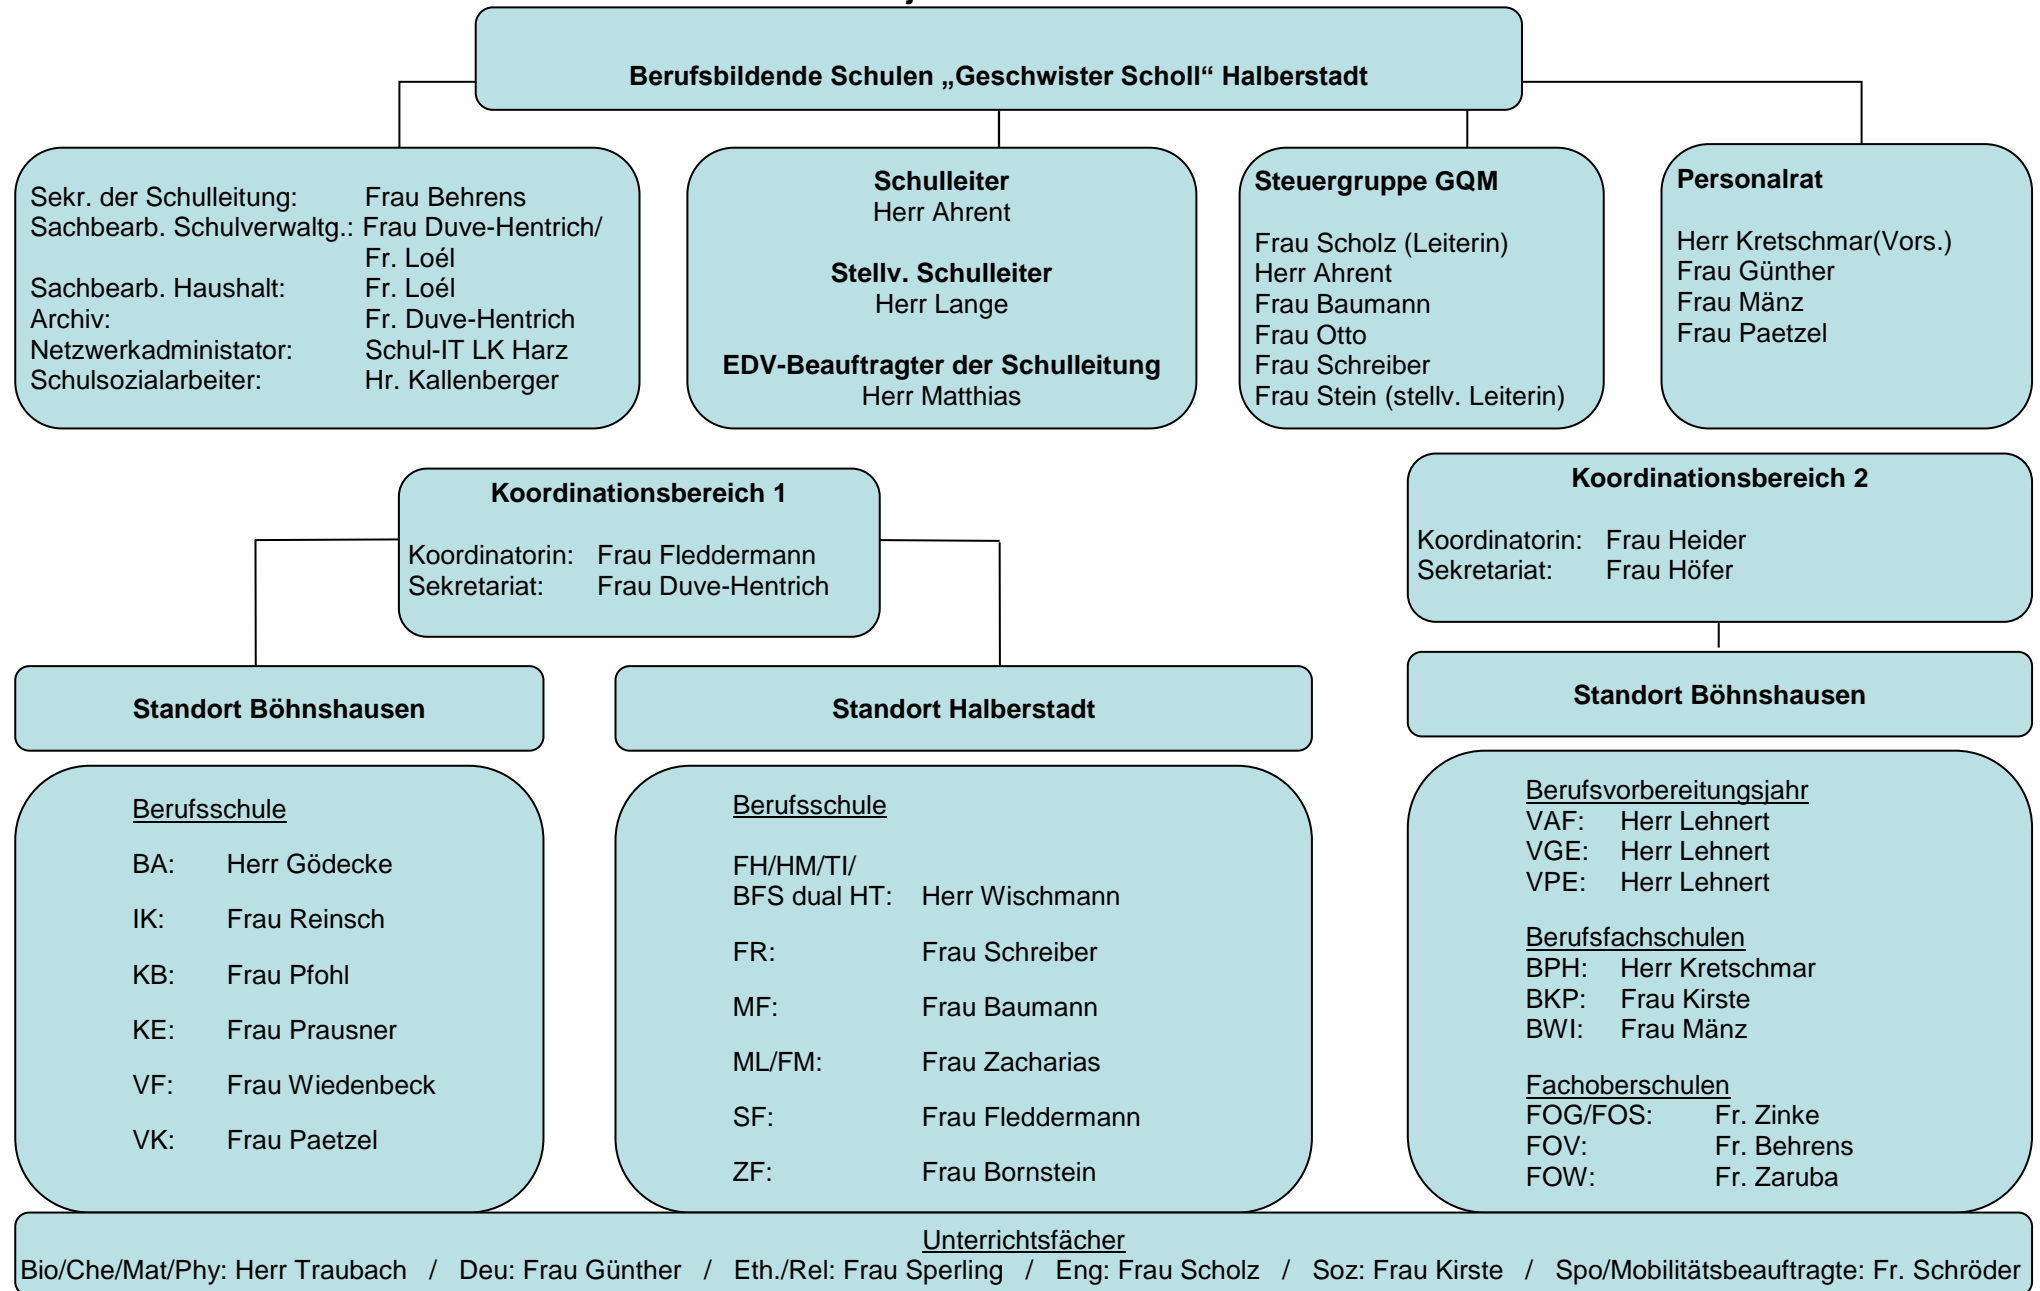 Berufsbildende Schulen „Geschwister Scholl“ Halberstadt
Sekr. der Schulleitung: Frau Behrens
Sachbearb. Schulverwaltg.: Frau Duve-Hentrich/
Fr. Loél
Sachbearb. Haushalt: Fr. Loél
Archiv: Fr. Duve-Hentrich
Netzwerkadministator: Schul-IT LK Harz
Schulsozialarbeiter: Hr. Kallenberger
Schulleiter
Herr Ahrent
Stellv. Schulleiter
Herr Lange
EDV-Beauftragter der Schulleitung
Herr Matthias
Steuergruppe GQM
Frau Scholz (Leiterin)
Herr Ahrent
Frau Baumann
Frau Otto
Frau Schreiber
Frau Stein (stellv. Leiterin)
Personalrat
Herr Kretschmar(Vors.)
Frau Günther
Frau Mänz
Frau Paetzel
Koordinationsbereich 1
Koordinatorin: Frau Fleddermann
Sekretariat: Frau Duve-Hentrich
Koordinationsbereich 2
Koordinatorin: Frau Heider
Sekretariat: Frau Höfer
Standort Böhnshausen
Berufsschule
BA: Herr Gödecke
IK: Frau Reinsch
KB: Frau Pfohl
KE: Frau Prausner
VF: Frau Wiedenbeck
VK: Frau Paetzel
Standort Halberstadt
Berufsschule
FH/HM/TI/
BFS dual HT: Herr Wischmann
FR: Frau Schreiber
MF: Frau Baumann
ML/FM: Frau Zacharias
SF: Frau Fleddermann
ZF: Frau Bornstein
Standort Böhnshausen
Berufsvorbereitungsjahr
VAF: Herr Lehnert
VGE: Herr Lehnert
VPE: Herr Lehnert
Berufsfachschulen
BPH: Herr Kretschmar
BKP: Frau Kirste
BWI: Frau Mänz
Fachoberschulen
FOG/FOS: Fr. Zinke
FOV: Fr. Behrens
FOW: Fr. Zaruba
Unterrichtsfächer
Bio/Che/Mat/Phy: Herr Traubach / Deu: Frau Günther / Eth./Rel: Frau Sperling / Eng: Frau Scholz / Soz: Frau Kirste / Spo/Mobilitätsbeauftragte: Fr. Schröder